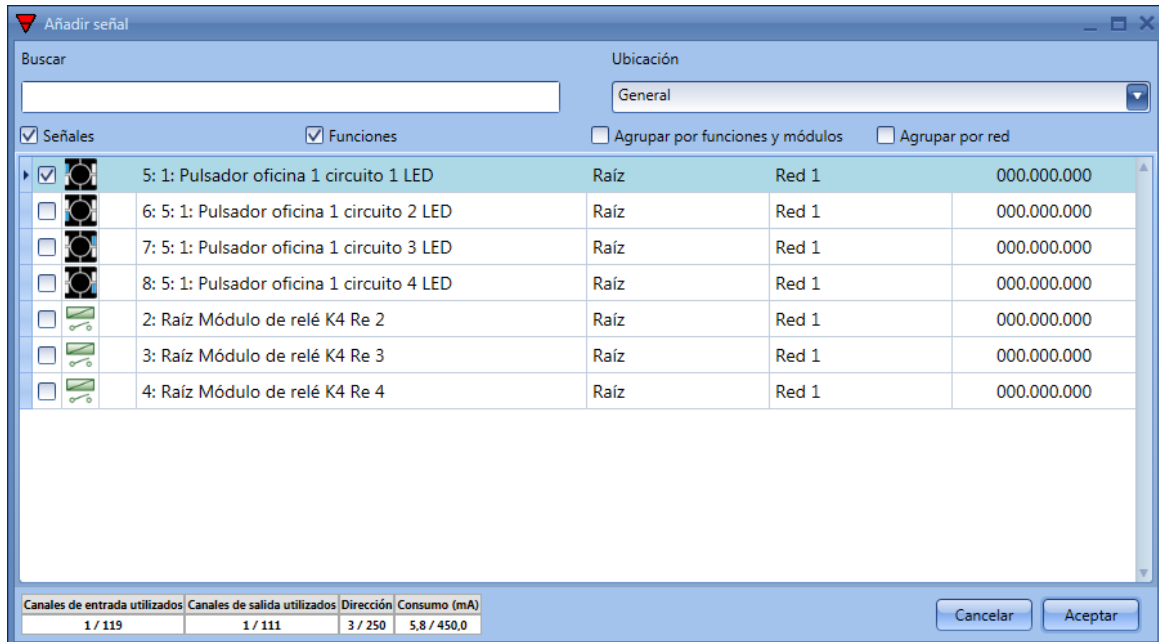 Añadir señal
Buscar Ubicación
General
Señales Funciones Agrupar por funciones y módulos Agrupar por red
5: 1: Pulsador oficina 1 circuito 1 LED Raíz Red 1 000.000.000
6: 5: 1: Pulsador oficina 1 circuito 2 LED Raíz Red 1 000.000.000
7: 5: 1: Pulsador oficina 1 circuito 3 LED Raíz Red 1 000.000.000
8: 5: 1: Pulsador oficina 1 circuito 4 LED Raíz Red 1 000.000.000
2: Raíz Módulo de relé K4 Re 2 Raíz Red 1 000.000.000
3: Raíz Módulo de relé K4 Re 3 Raíz Red 1 000.000.000
4: Raíz Módulo de relé K4 Re 4 Raíz Red 1 000.000.000
Canales de entrada utilizados Canales de salida utilizados Dirección Consumo (mA)
1 / 119 1 / 111 3 / 250 5,8 / 450,0
Cancelar Aceptar